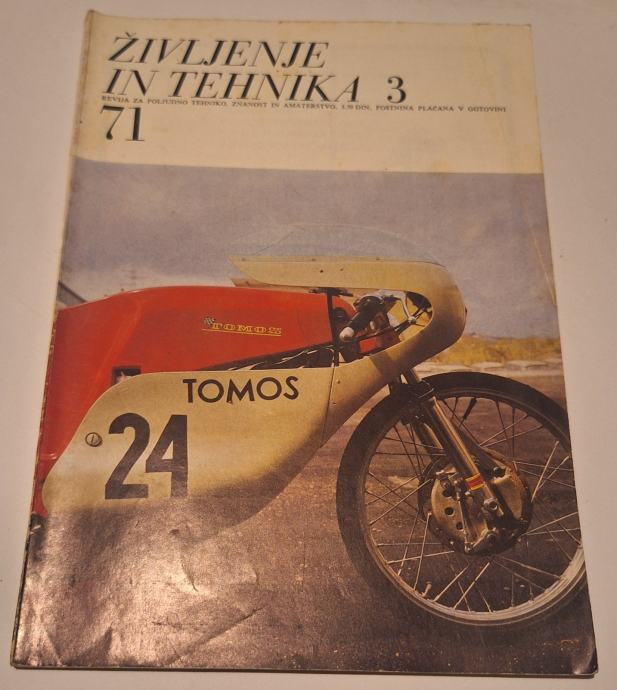 ŽIVLJENJE
IN TEHNIKA 3
REVIJA ZA POLJUDNO TEHNIKO, ZNANOST IN AMATERSTVO, 3.50 DIN, POŠTNINA PLAČANA V GOTOVINI
71
TOMOS
TOMOS
24